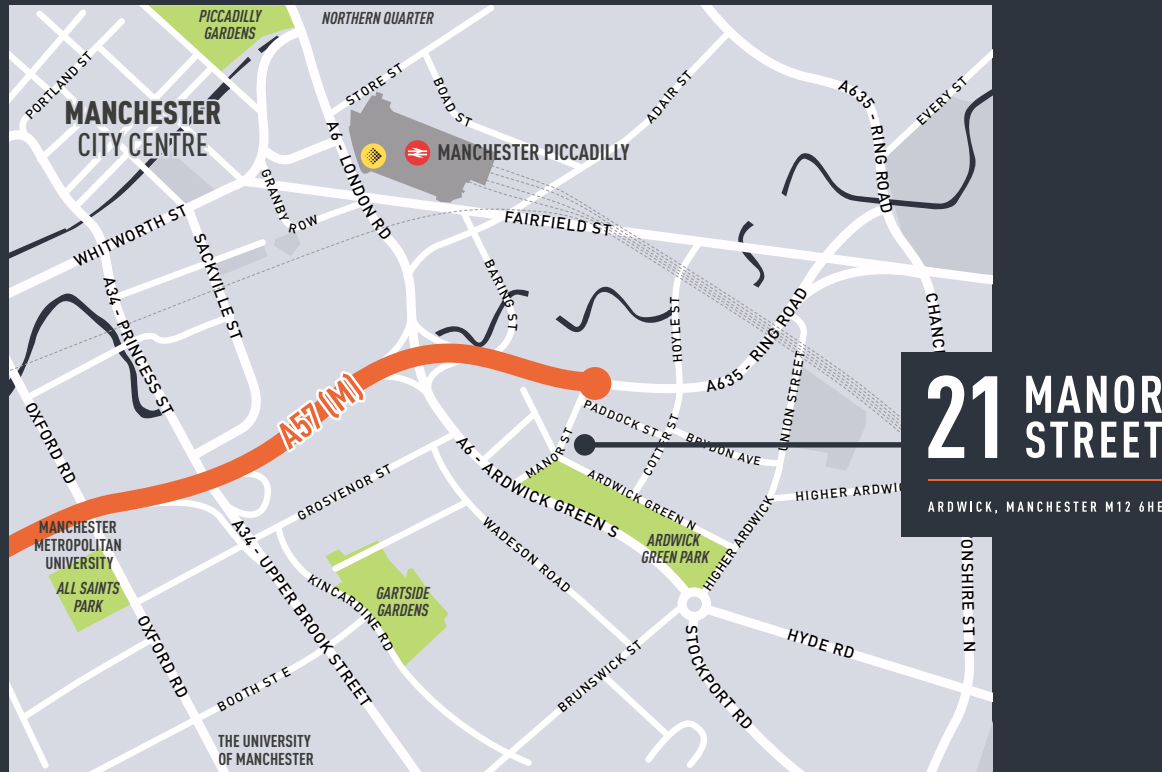 PICCADILLY
GARDENS
NORTHERN QUARTER
PORTLAND ST
MANCHESTER
CITY CENTRE
STORE ST
BOAD ST
ADAIR ST
A635 - RING ROAD
EVERY ST
A6 - LONDON RD
MANCHESTER PICCADILLY
GRANBY ROW
WHITWORTH ST
SACKVILLE ST
FAIRFIELD ST
A34 - PRINCESS ST
BARING ST
HOYLE ST
A635 - RING ROAD
UNION STREET
21 MANOR
STREET
ARDWICK, MANCHESTER M12 6HE
OXFORD RD
A57(M)
PADDOCK ST
BRYDON AVE
COTTER ST
MANOR ST
A6 - ARDWICK GREEN S
ARDWICK GREEN N
HIGHER ARDWICK
GROSVENOR ST
WADESON ROAD
ARDWICK
GREEN PARK
HIGHER ARDWICK
MANCHESTER
METROPOLITAN
UNIVERSITY
ALL SAINTS
PARK
A34 - UPPER BROOK STREET
KINCARDINE RD
GARTSIDE
GARDENS
OXFORD RD
BOOTH ST E
BRUNSWICK ST
STOCKPORT RD
HYDE RD
THE UNIVERSITY
OF MANCHESTER